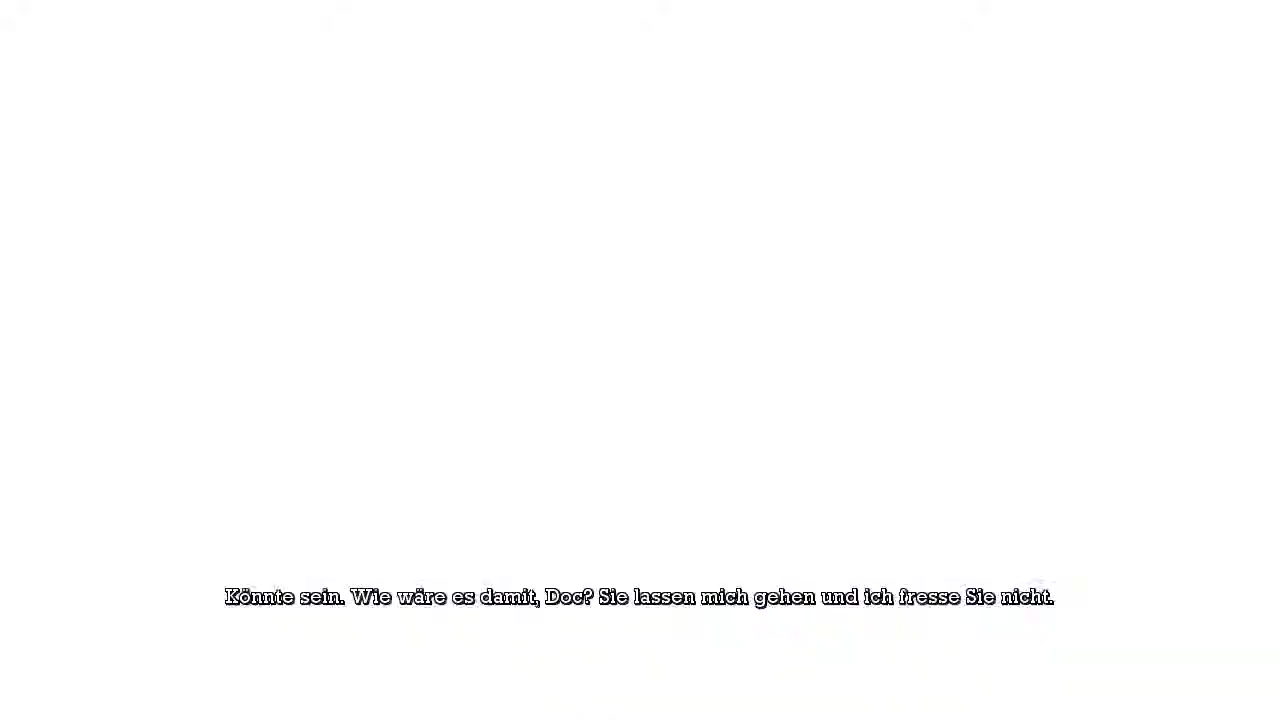 Könnte sein. Wie wäre es damit, Doc? Sie lassen mich gehen und ich fresse Sie nicht.